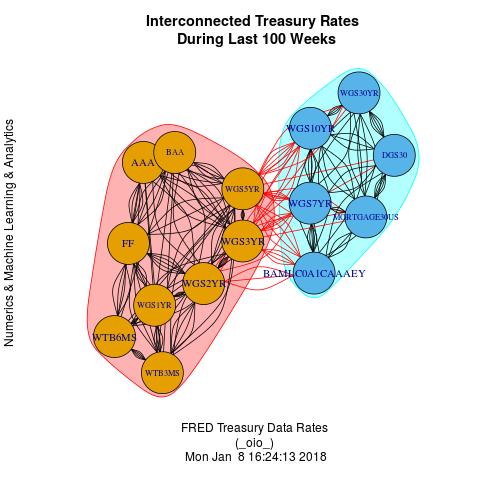 Interconnected Treasury Rates
During Last 100 Weeks
Numerics & Machine Learning & Analytics
WGS30YR
WGS10YR
BAA
AAA
DGS30
WGS5YR
WGS7YR
MORTGAGE30US
FF
WGS3YR
BAMLC0A1CAAAEY
WGS2YR
WGS1YR
WTB6MS
WTB3MS
FRED Treasury Data Rates
(_oio_)
Mon Jan  8 16:24:13 2018